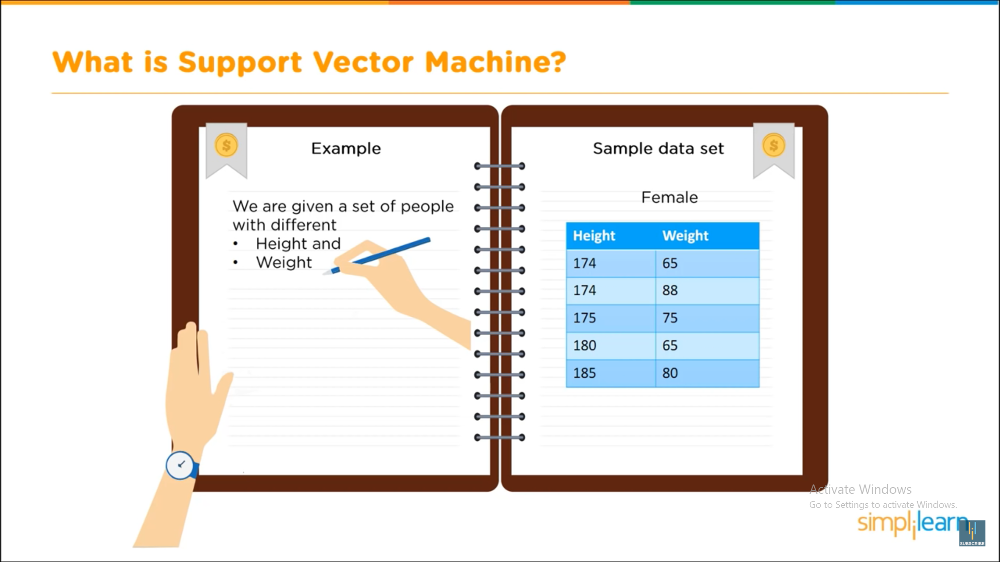 What is Support Vector Machine?
Example
We are given a set of people
with different
• Height and
• Weight
Sample data set
Female
Height Weight
174 65
174 88
175 75
180 65
185 80
Activate Windows
Go to Settings to activate Windows.
simplilearn
SUBSCRIBE